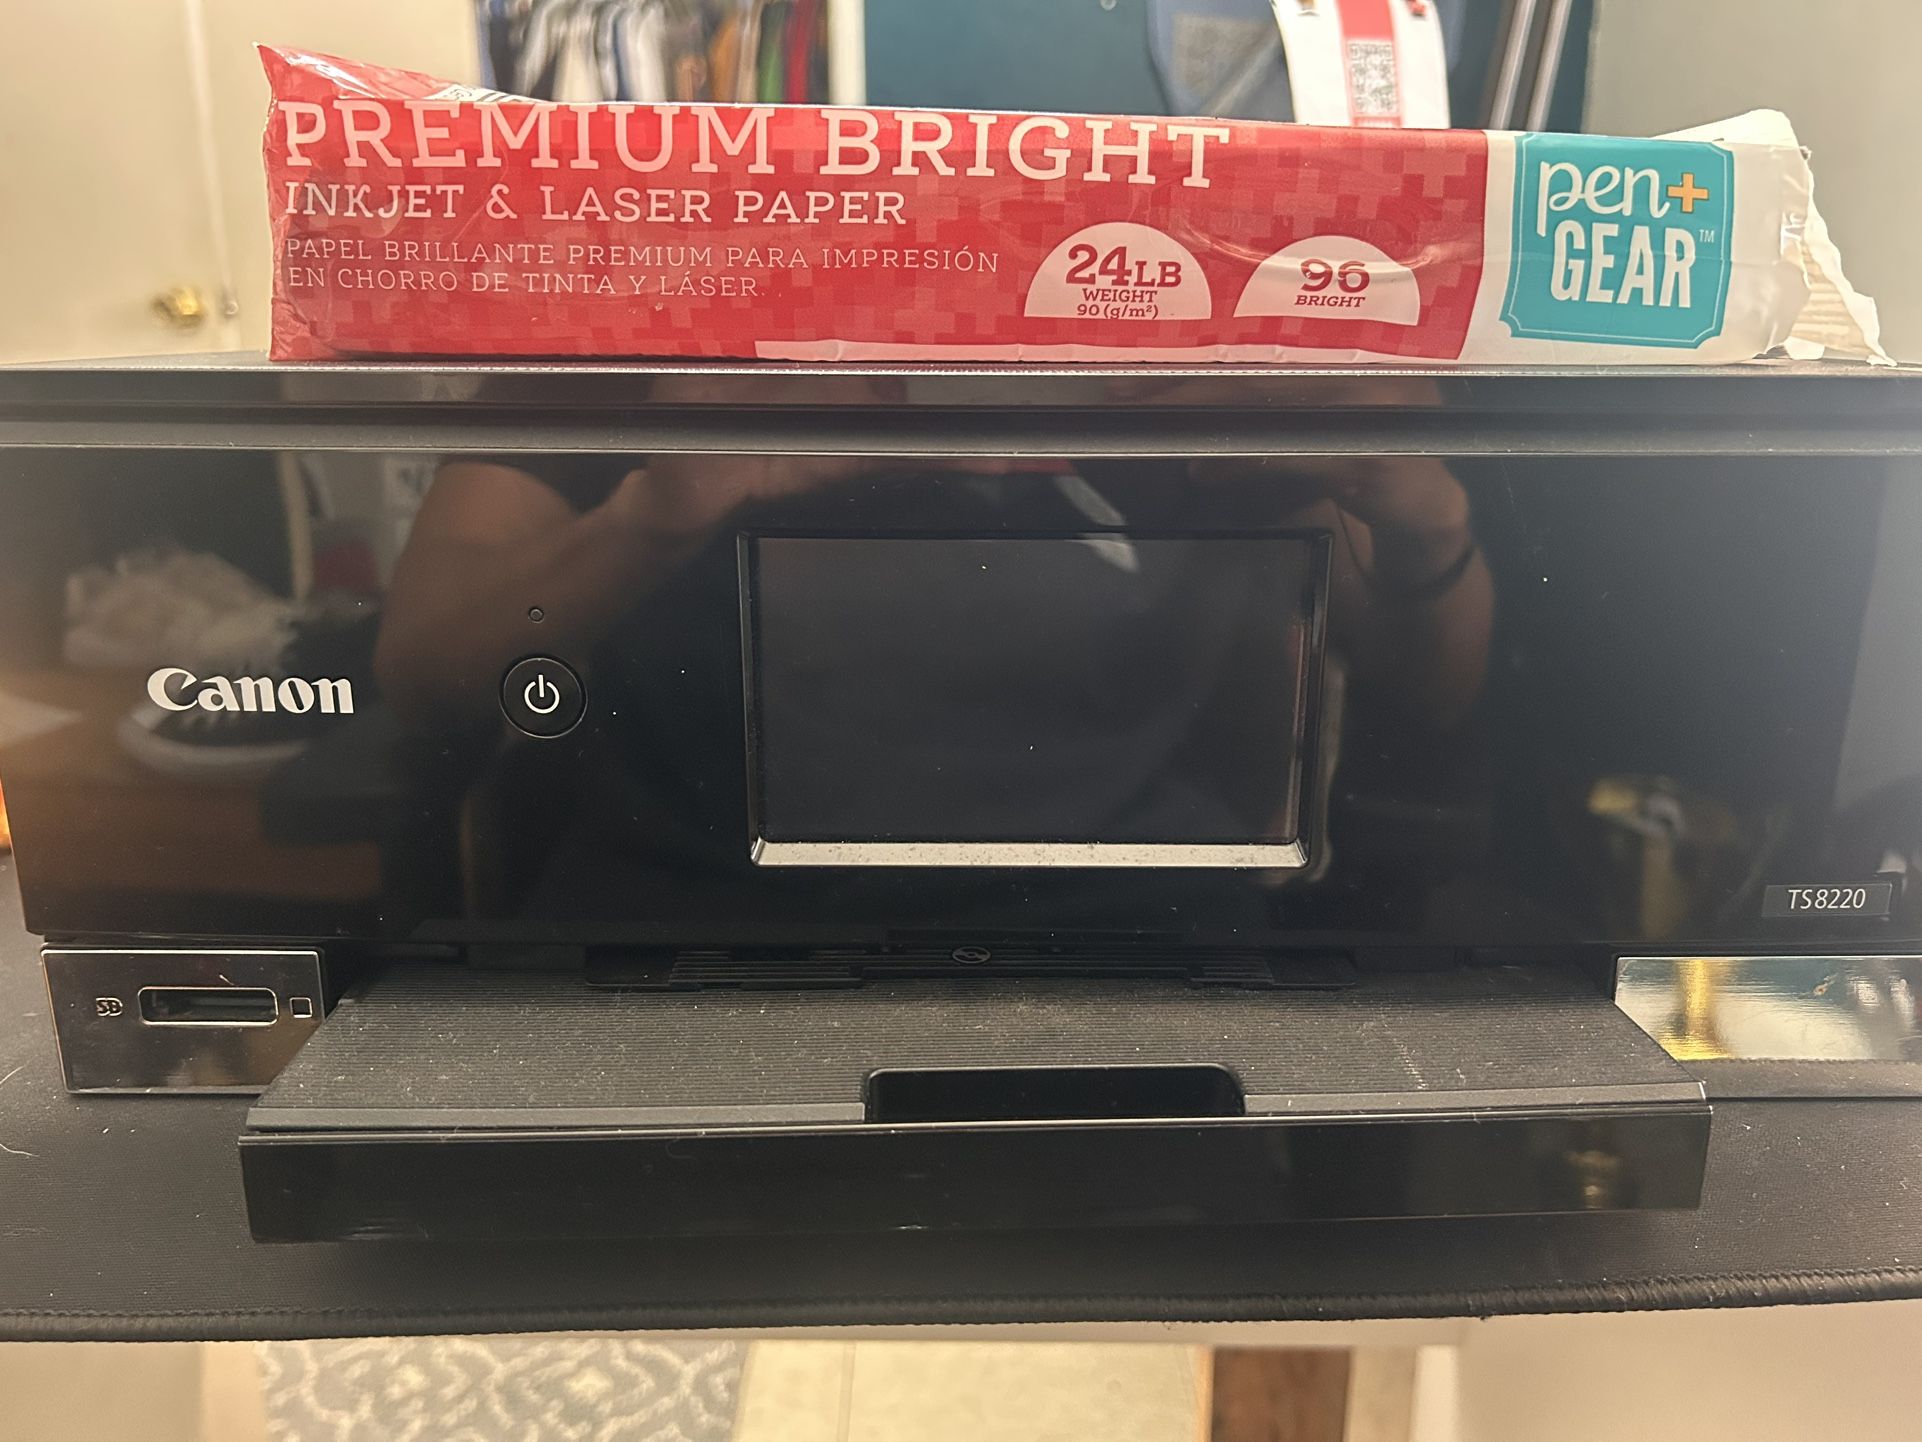 PREMIUM BRIGHT
INKJET & LASER PAPER
PAPEL BRILLANTE PREMIUM PARA IMPRESIÓN
EN CHORRO DE TINTA Y LÁSER.
24LB
WEIGHT
90 (g/m²)
96
BRIGHT
pen+
GEAR™
Canon
TS8220
SD